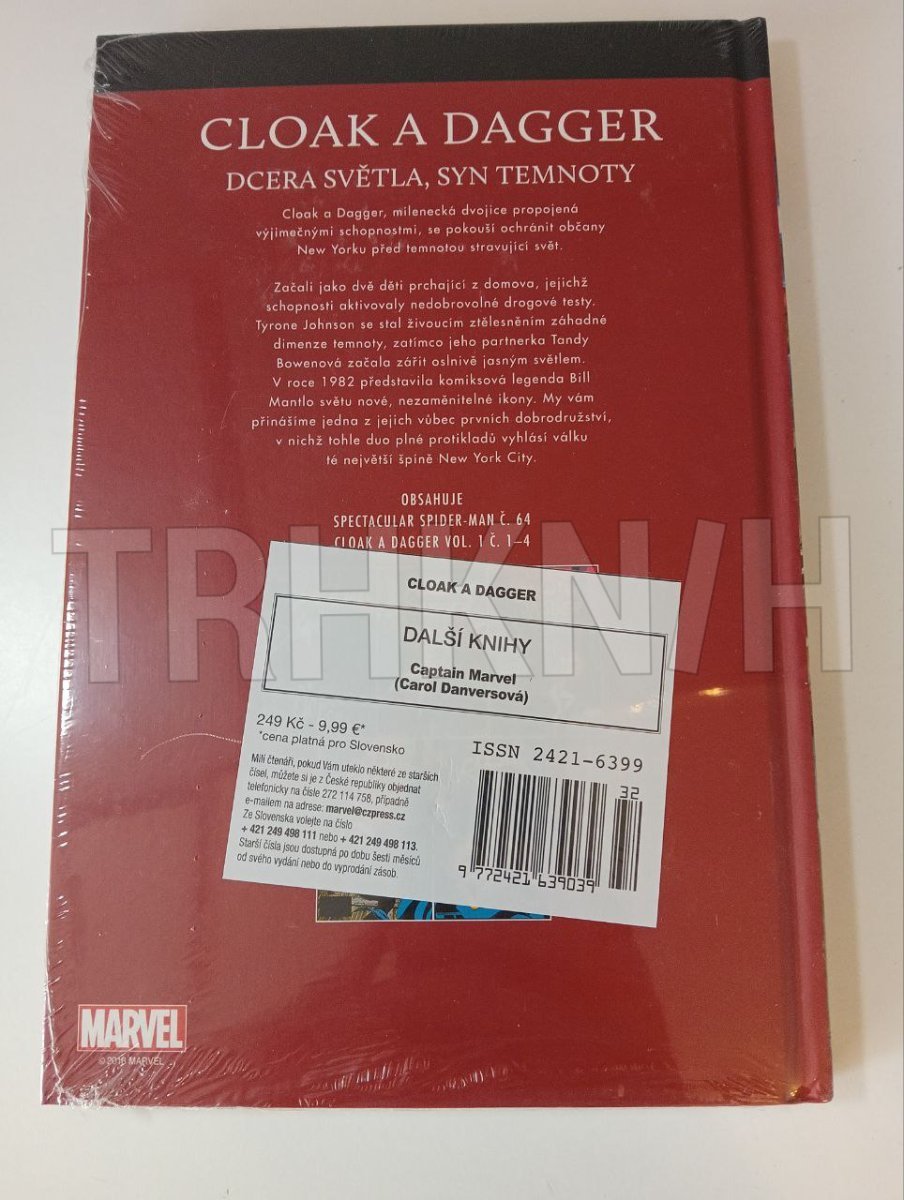 CLOAK A DAGGER
DCERA SVĚTLA, SYN TEMNOTY
Cloak a Dagger, milenecká dvojice propojená
výjimečnými schopnostmi, se pokouší ochránit občany
New Yorku před temnotou stravující svět.
Začali jako dvě děti prchající z domova, jejichž
schopnosti aktivovaly nedobrovolné drogové testy.
Tyrone Johnson se stal živoucím ztělesněním záhadné
dimenze temnoty, zatímco jeho partnerka Tandy
Bowenová začala zářit oslnivě jasným světlem.
V roce 1982 představila komiksová legenda Bill
Mantlo světu nové, nezaměnitelné ikony. My vám
přinášíme jedna z jejich vůbec prvních dobrodružství,
v nichž tohle duo plné protikladů vyhlásí válku
té největší špíně New York City.
OBSAHUJE
SPECTACULAR SPIDER-MAN Č. 64
CLOAK A DAGGER VOL. 1 Č. 1–4
TRHKNIH
CLOAK A DAGGER
DALŠÍ KNIHY
Captain Marvel
(Carol Danversová)
249 Kč - 9,99 €*
*cena platná pro Slovensko
Milí čtenáři, pokud Vám uteklo některé ze starších
čísel, můžete si je z České republiky objednat
telefonicky na čísle 272 114 758, případně
e-mailem na adrese: marvel@czpress.cz
Ze Slovenska volejte na číslo
+ 421 249 498 111 nebo + 421 249 498 113.
Starší čísla jsou dostupná po dobu šesti měsíců
od svého vydání nebo do vyprodání zásob.
ISSN 2421-6399
32
9 772421 639039
MARVEL
© 2016 MARVEL